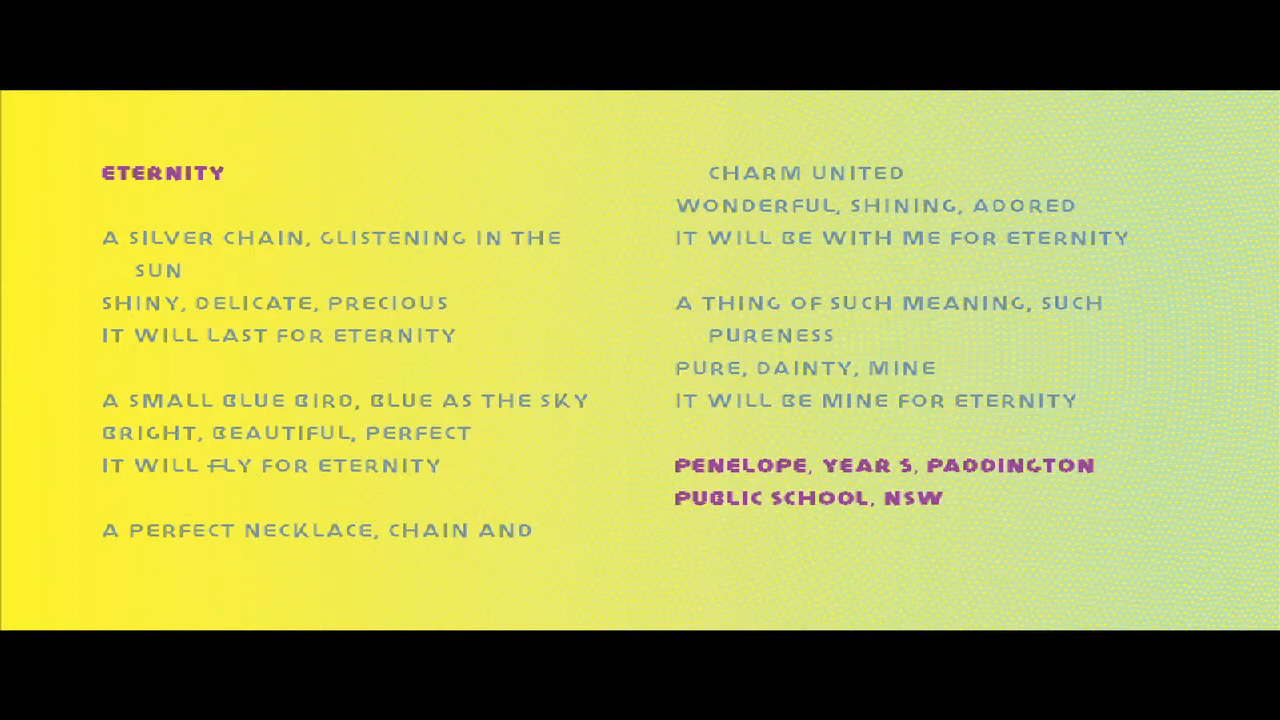 ETERNITY
A SILVER CHAIN, GLISTENING IN THE
SUN
SHINY, DELICATE, PRECIOUS
IT WILL LAST FOR ETERNITY
A SMALL BLUE BIRD, BLUE AS THE SKY
BRIGHT, BEAUTIFUL, PERFECT
IT WILL FLY FOR ETERNITY
A PERFECT NECKLACE, CHAIN AND
CHARM UNITED
WONDERFUL, SHINING, ADORED
IT WILL BE WITH ME FOR ETERNITY
A THING OF SUCH MEANING, SUCH
PURENESS
PURE, DAINTY, MINE
IT WILL BE MINE FOR ETERNITY
PENELOPE, YEAR 5, PADDINGTON
PUBLIC SCHOOL, NSW